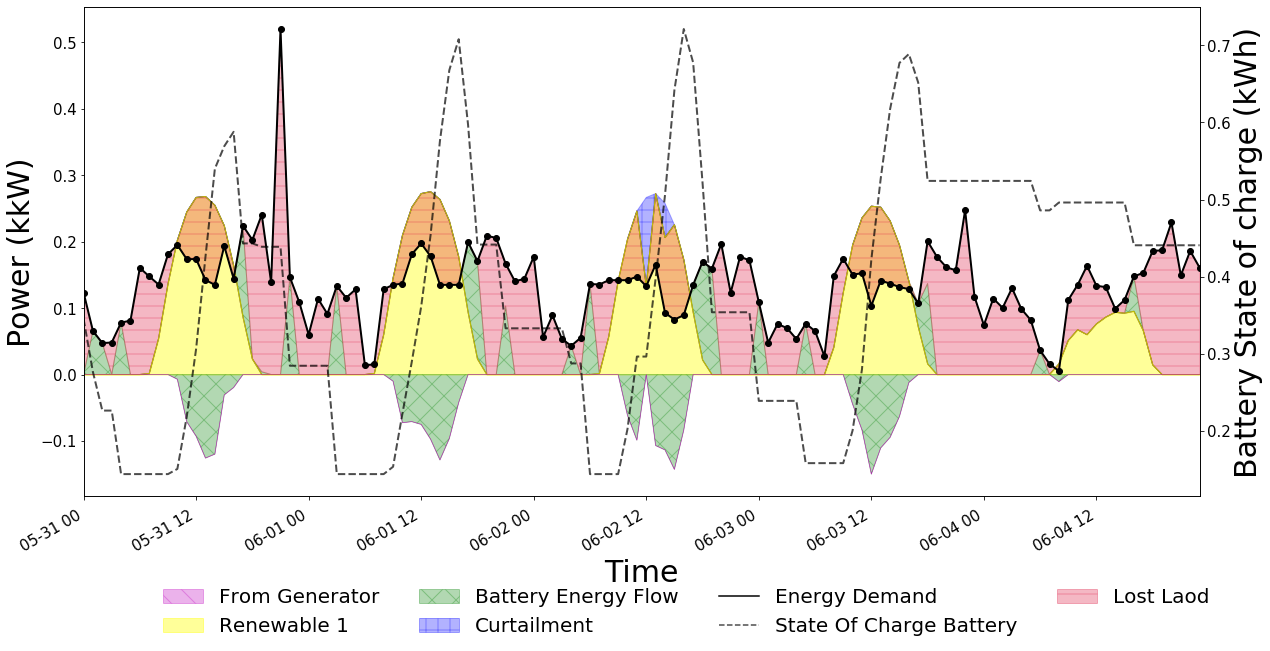 Power (kkW)
0.5
0.4
0.3
0.2
0.1
0.0
−0.1
0.7
0.6
0.5
0.4
0.3
0.2
Battery State of charge (kWh)
05-31 00
05-31 12
06-01 00
06-01 12
06-02 00
06-02 12
06-03 00
06-03 12
06-04 00
06-04 12
Time
From Generator
Battery Energy Flow
Energy Demand
Lost Laod
Renewable 1
Curtailment
State Of Charge Battery